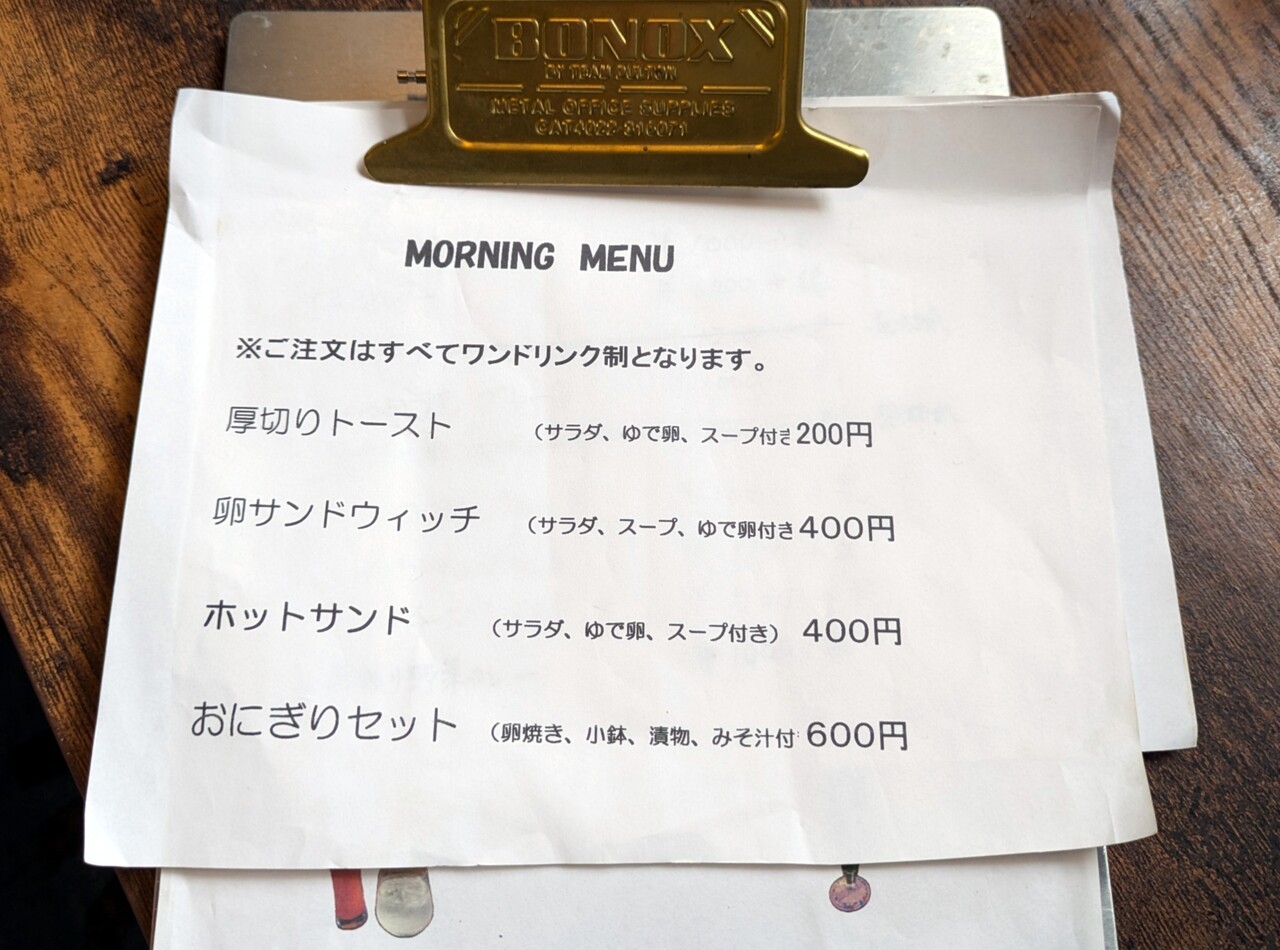 BONOX
BY TEAM DULTON
METAL OFFICE SUPPLIES
MORNING MENU
※ご注文はすべてワンドリンク制となります。
厚切りトースト （サラダ、ゆで卵、スープ付き 200円
卵サンドウィッチ （サラダ、スープ、ゆで卵付き 400円
ホットサンド （サラダ、ゆで卵、スープ付き） 400円
おにぎりセット （卵焼き、小鉢、漬物、みそ汁付 600円